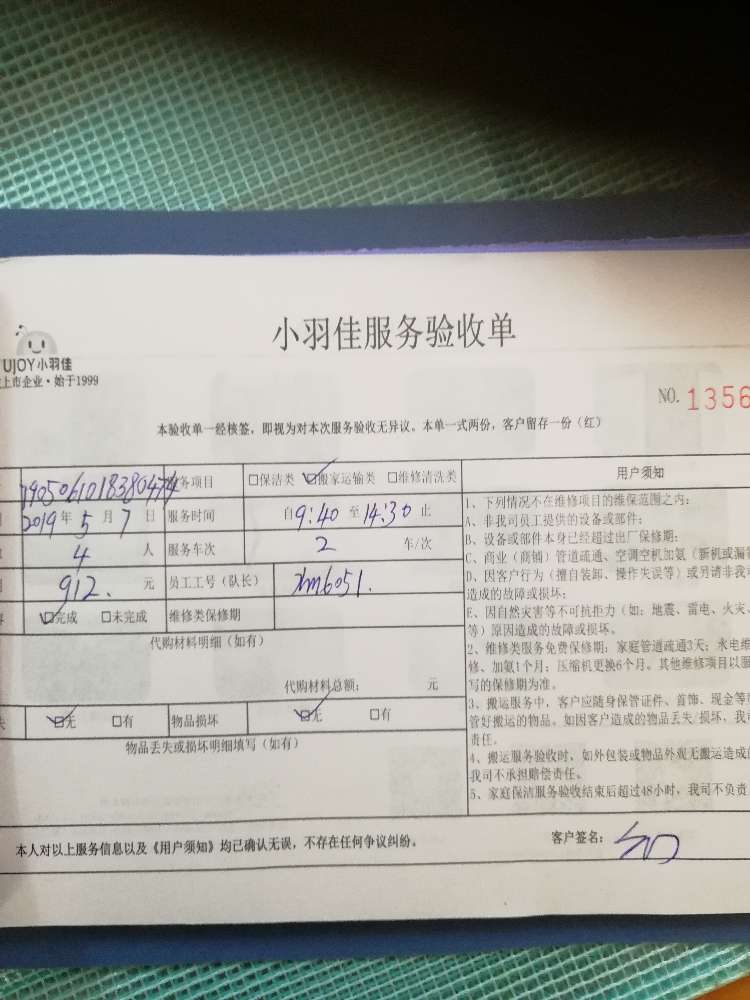 小羽佳服务验收单
UJOY小羽佳
上市企业·始于1999
NO. 1356
本验收单一经核签，即视为对本次服务验收无异议。本单一式两份，客户留存一份（红）
19050610183804 务项目 □保洁类 ☑搬家运输类 □维修清洗类 用户须知
2019年5月7日 服务时间 自9:40至14:30止
4人 服务车次 2 车/次
912. 元 员工工号（队长） xm6051.
☑完成 □未完成 维修类保修期
代购材料明细（如有）
代购材料总额： 元
☑无 □有 物品损坏 ☑无 □有
物品丢失或损坏明细填写（如有）
1、下列情况不在维修项目的维保范围之内：
A、非我司员工提供的设备或部件；
B、设备或部件本身已经超过出厂保修期；
C、商业（商铺）管道疏通、空调空机加氨（新机或漏
D、因客户行为（擅自装卸、操作失误等）或另请非我
造成的故障或损坏；
E、因自然灾害等不可抗拒力（如：地震、雷电、火灾、
等）原因造成的故障或损坏。
2、维修类服务免费保修期：家庭管道疏通3天；水电维
修、加氨1个月；压缩机更换6个月。其他维修项目以服
写的保修期为准。
3、搬运服务中，客户应随身保管证件、首饰、现金等
管好搬运的物品。如因客户造成的物品丢失/损坏，我
责任。
4、搬运服务验收时，如外包装或物品外观无搬运造成
我司不承担赔偿责任。
5、家庭保洁服务验收结束后超过48小时，我司不负责
本人对以上服务信息以及《用户须知》均已确认无误，不存在任何争议纠纷。 客户签名：